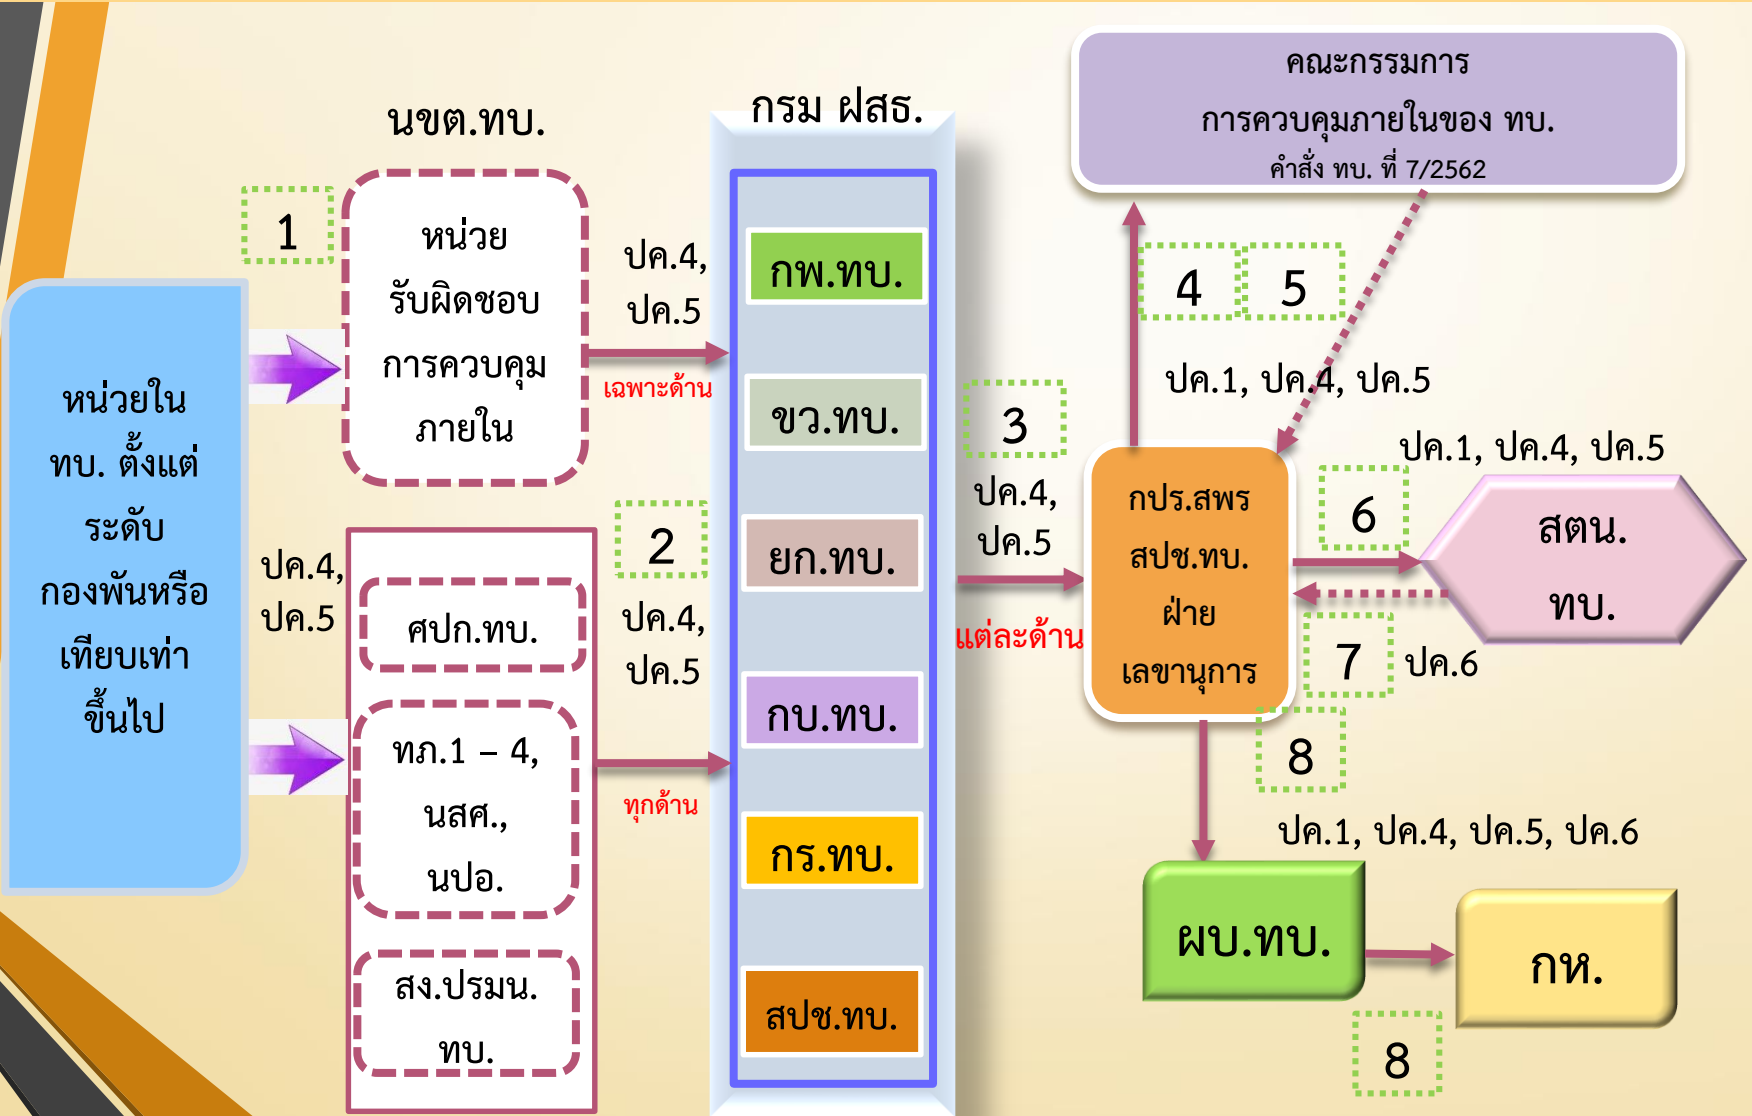 คณะกรรมการ
การควบคุมภายในของ ทบ.
คำสั่ง ทบ. ที่ 7/2562
นขต.ทบ.
กรม ฝสธ.
1
หน่วยใน
ทบ. ตั้งแต่
ระดับ
กองพันหรือ
เทียบเท่า
ขึ้นไป
ปค.4,
ปค.5
หน่วย
รับผิดชอบ
การควบคุม
ภายใน
ปค.4,
ปค.5
เฉพาะด้าน
ศปก.ทบ.
ทภ.1 – 4,
นสศ.,
นปอ.
สง.ปรมน.
ทบ.
2
ปค.4,
ปค.5
ทุกด้าน
กพ.ทบ.
ขว.ทบ.
ยก.ทบ.
กบ.ทบ.
กร.ทบ.
สปช.ทบ.
3
ปค.4,
ปค.5
แต่ละด้าน
4
5
ปค.1, ปค.4, ปค.5
กปร.สพร
สปช.ทบ.
ฝ่าย
เลขานุการ
ปค.1, ปค.4, ปค.5
6
สตน.
ทบ.
7
ปค.6
8
ปค.1, ปค.4, ปค.5, ปค.6
ผบ.ทบ.
กห.
8